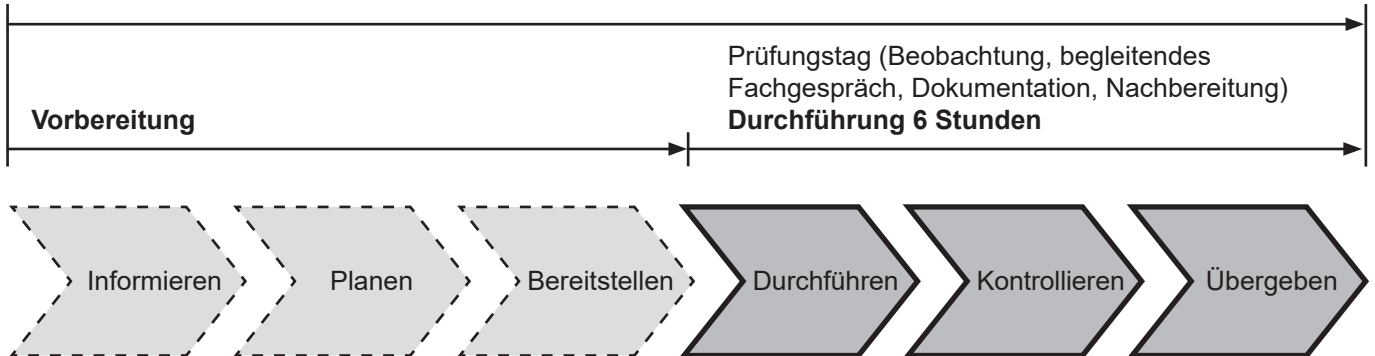 Prüfungstag (Beobachtung, begleitendes
Fachgespräch, Dokumentation, Nachbereitung)
Vorbereitung
Durchführung 6 Stunden
Informieren
Planen
Bereitstellen
Durchführen
Kontrollieren
Übergeben